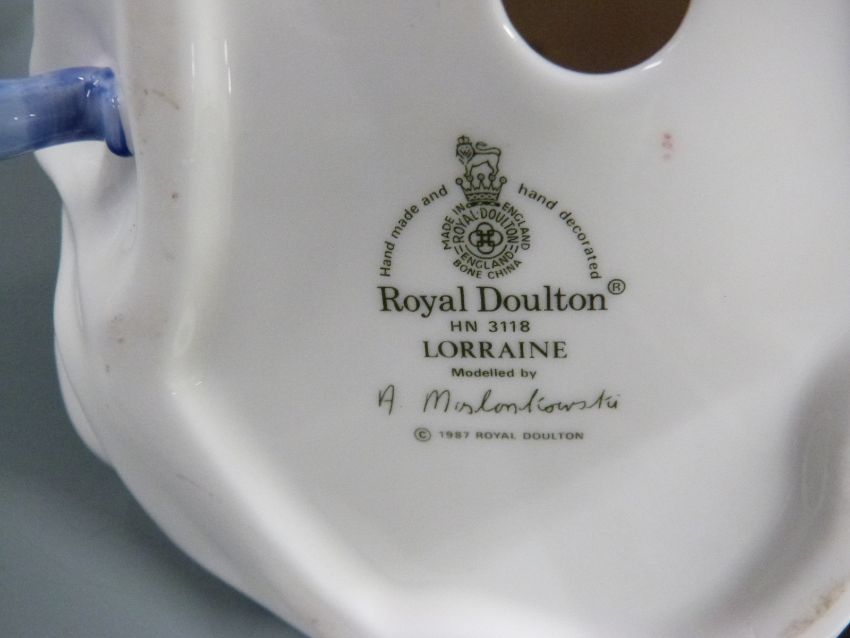 Hand made and hand decorated
MADE IN ENGLAND
ROYAL·DOULTON
ENGLAND
BONE CHINA
Royal Doulton®
HN 3118
LORRAINE
Modelled by
A. Maslankowski
© 1987 ROYAL DOULTON